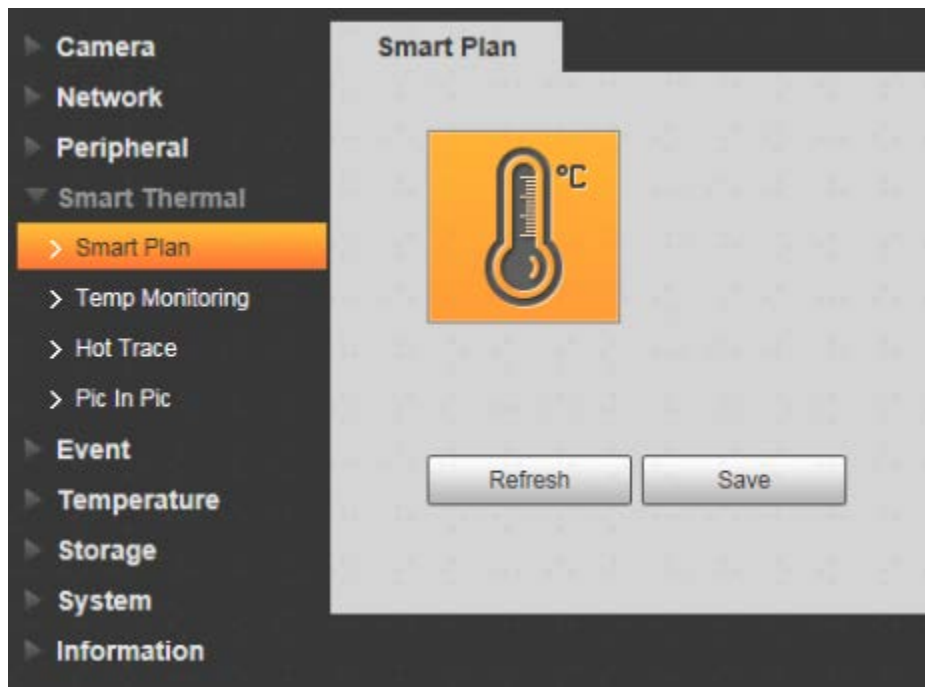 Camera
Network
Peripheral
Smart Thermal
Smart Plan
Temp Monitoring
Hot Trace
Pic In Pic
Event
Temperature
Storage
System
Information
Smart Plan
°C
Refresh
Save